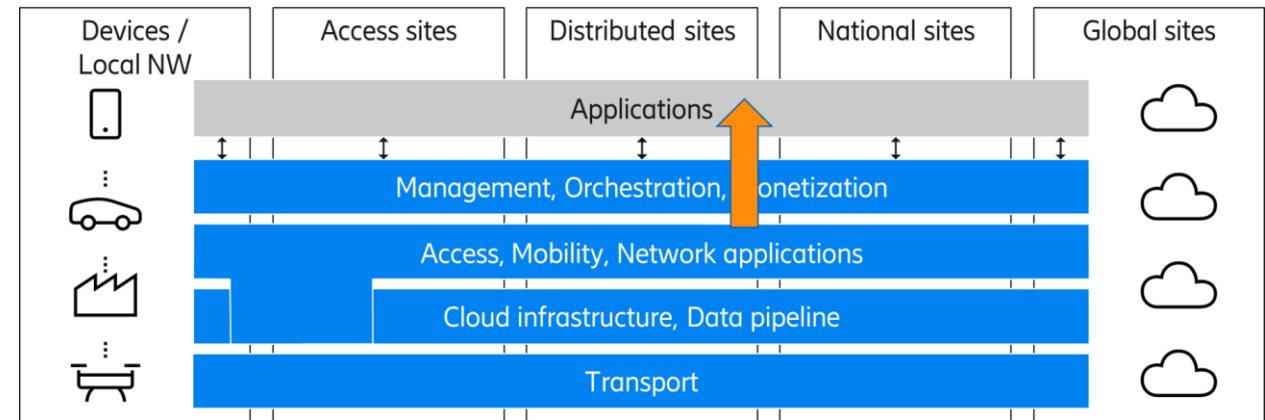 Devices /
Local NW
Access sites
Distributed sites
National sites
Global sites
Applications
Management, Orchestration, onetization
Access, Mobility, Network applications
Cloud infrastructure, Data pipeline
Transport